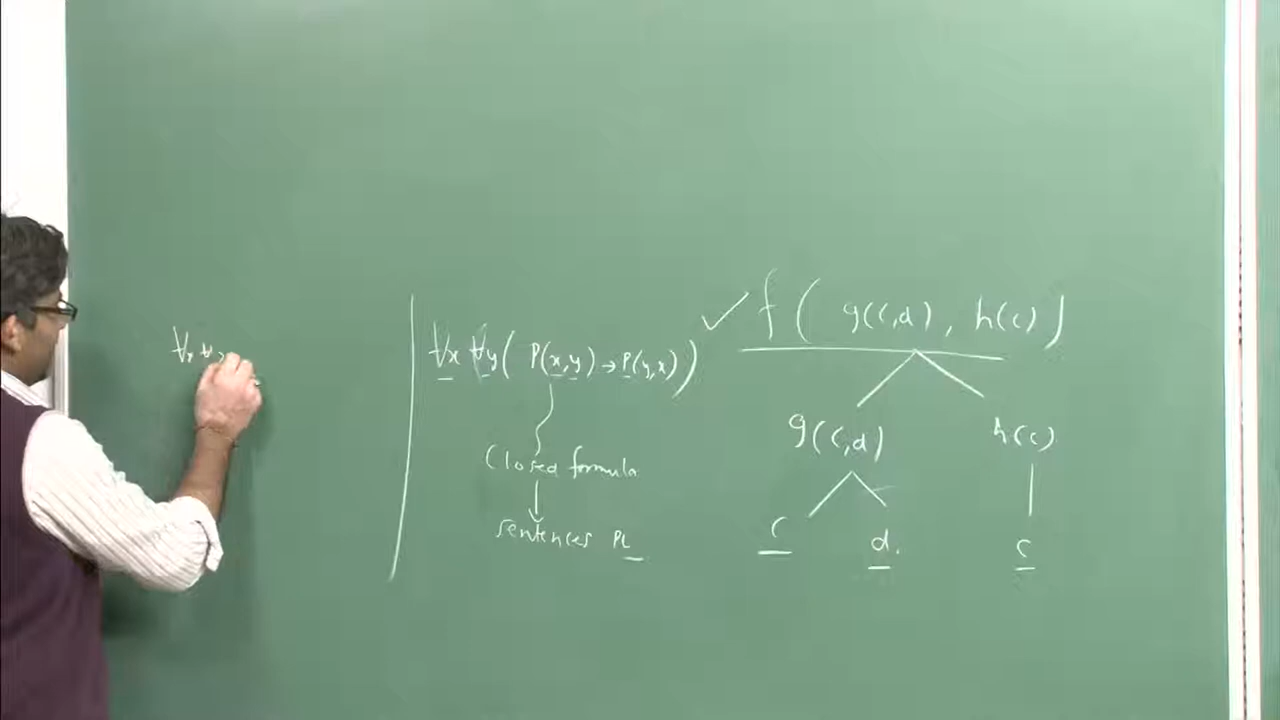 ∀x ∀y
∀x ∀y( P(x,y) → P(y,x))
Closed formula
↓
sentences PL
✓ f( g(c,d), h(c) )
g(c,d) h(c)
c d. c